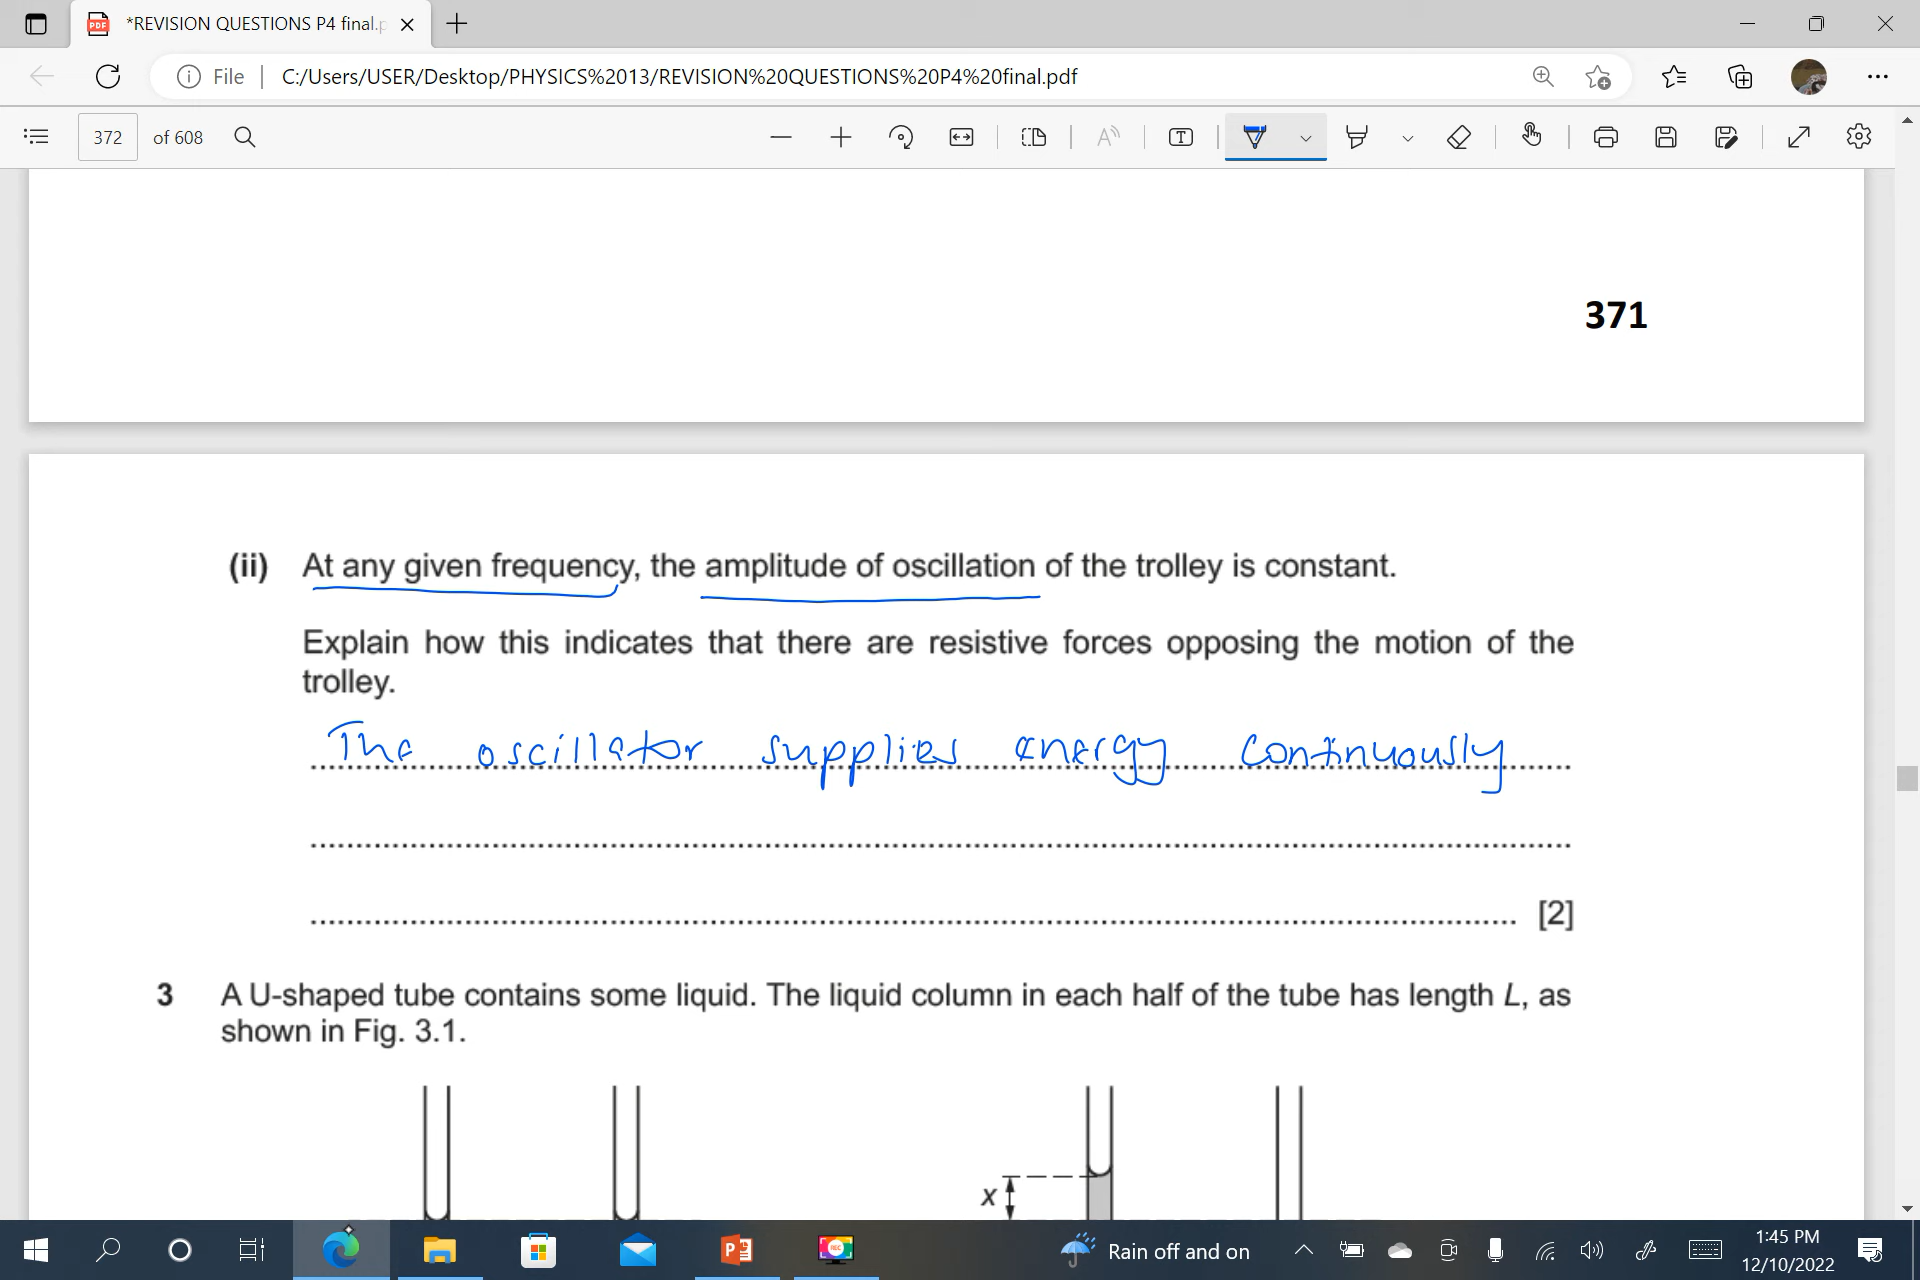 *REVISION QUESTIONS P4 final.p
File
C:/Users/USER/Desktop/PHYSICS%2013/REVISION%20QUESTIONS%20P4%20final.pdf
372 of 608
371
(ii) At any given frequency, the amplitude of oscillation of the trolley is constant.
Explain how this indicates that there are resistive forces opposing the motion of the
trolley.
The oscillator supplies energy continuously
[2]
3 A U-shaped tube contains some liquid. The liquid column in each half of the tube has length L, as
shown in Fig. 3.1.
x
Rain off and on
1:45 PM
12/10/2022